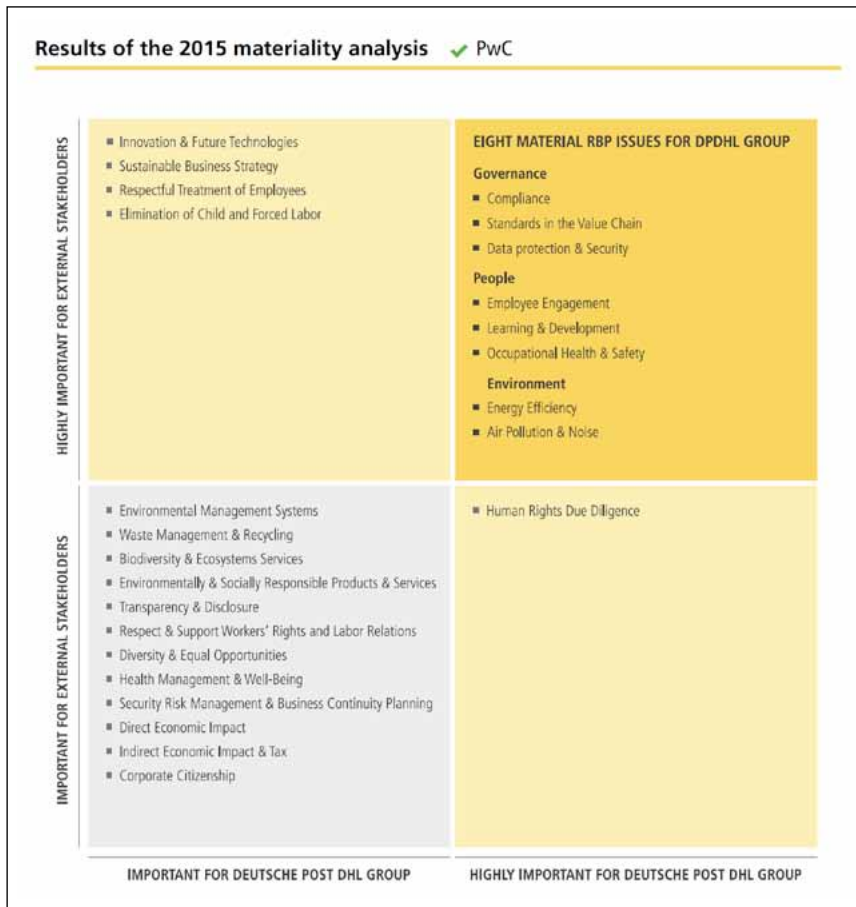 Results of the 2015 materiality analysis ✓ PwC
HIGHLY IMPORTANT FOR EXTERNAL STAKEHOLDERS
■ Innovation & Future Technologies
■ Sustainable Business Strategy
■ Respectful Treatment of Employees
■ Elimination of Child and Forced Labor
EIGHT MATERIAL RBP ISSUES FOR DPDHL GROUP
Governance
■ Compliance
■ Standards in the Value Chain
■ Data protection & Security
People
■ Employee Engagement
■ Learning & Development
■ Occupational Health & Safety
Environment
■ Energy Efficiency
■ Air Pollution & Noise
IMPORTANT FOR EXTERNAL STAKEHOLDERS
■ Environmental Management Systems
■ Waste Management & Recycling
■ Biodiversity & Ecosystems Services
■ Environmentally & Socially Responsible Products & Services
■ Transparency & Disclosure
■ Respect & Support Workers' Rights and Labor Relations
■ Diversity & Equal Opportunities
■ Health Management & Well-Being
■ Security Risk Management & Business Continuity Planning
■ Direct Economic Impact
■ Indirect Economic Impact & Tax
■ Corporate Citizenship
■ Human Rights Due Diligence
IMPORTANT FOR DEUTSCHE POST DHL GROUP
HIGHLY IMPORTANT FOR DEUTSCHE POST DHL GROUP